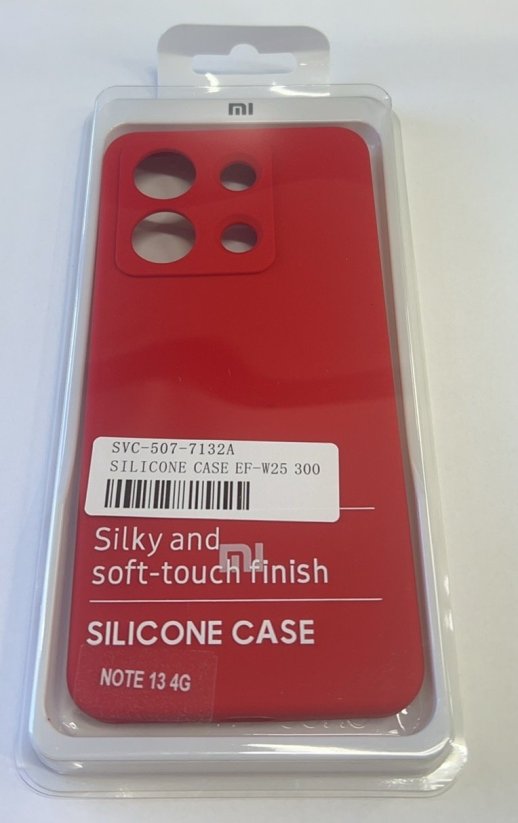 mi
SVC-507-7132A
SILICONE CASE EF-W25 300
Silky and
mi
soft-touch finish
SILICONE CASE
NOTE 13 4G